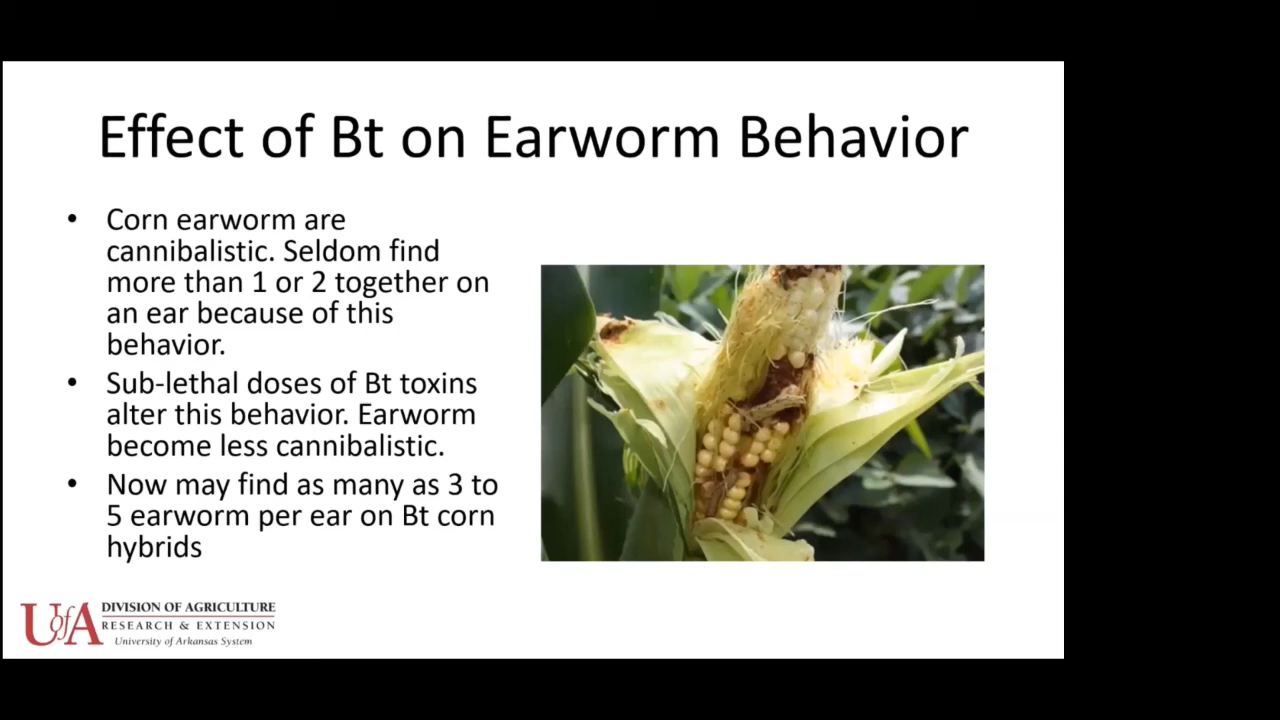 Effect of Bt on Earworm Behavior
• Corn earworm are
cannibalistic. Seldom find
more than 1 or 2 together on
an ear because of this
behavior.
• Sub-lethal doses of Bt toxins
alter this behavior. Earworm
become less cannibalistic.
• Now may find as many as 3 to
5 earworm per ear on Bt corn
hybrids
UofA
DIVISION OF AGRICULTURE
RESEARCH & EXTENSION
University of Arkansas System